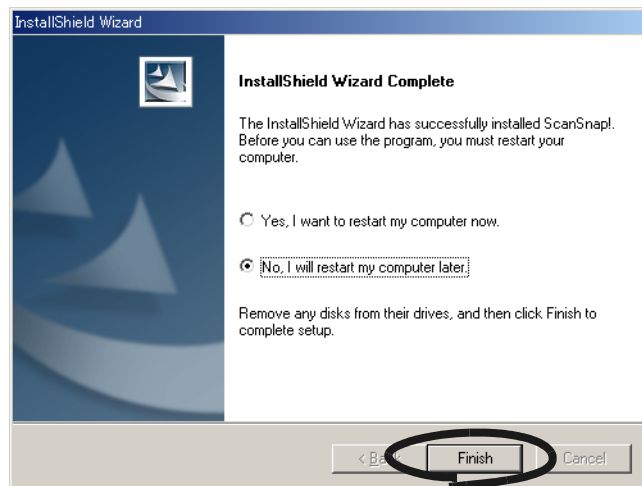 InstallShield Wizard
InstallShield Wizard Complete
The InstallShield Wizard has successfully installed ScanSnap!.
Before you can use the program, you must restart your
computer.
Yes, I want to restart my computer now.
No, I will restart my computer later.
Remove any disks from their drives, and then click Finish to
complete setup.
< Back Finish Cancel